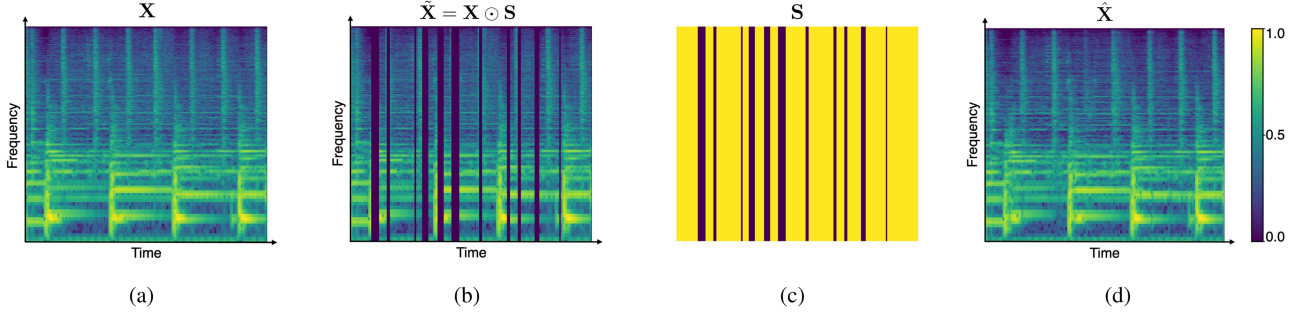 X
X̃ = X ⊙ S
S
X̂
Frequency
Time
Frequency
Time
Frequency
Time
1.0
0.5
0.0
(a)
(b)
(c)
(d)